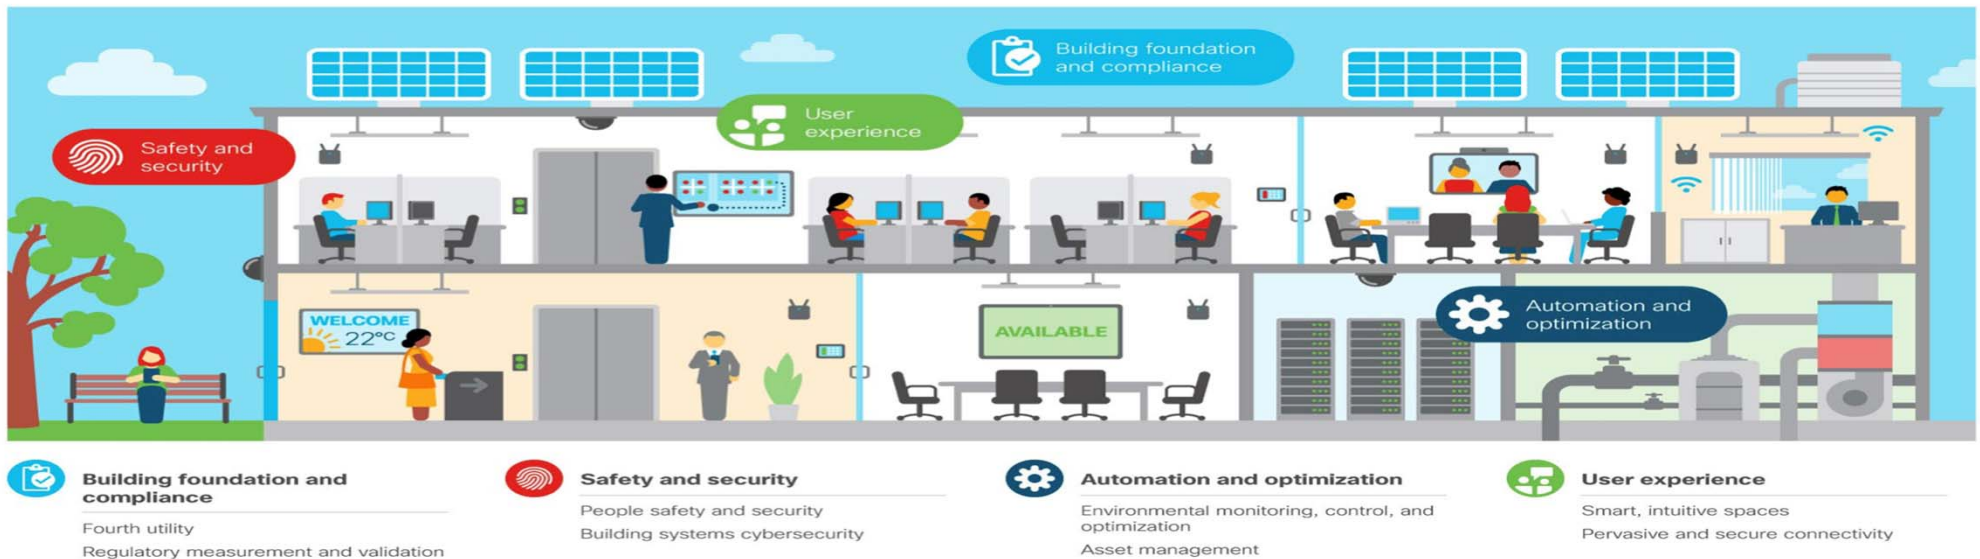 Building foundation
and compliance
User
experience
Safety and
security
WELCOME
22°C
AVAILABLE
Automation and
optimization
Building foundation and
compliance
Fourth utility
Regulatory measurement and validation
Safety and security
People safety and security
Building systems cybersecurity
Automation and optimization
Environmental monitoring, control, and
optimization
Asset management
User experience
Smart, intuitive spaces
Pervasive and secure connectivity